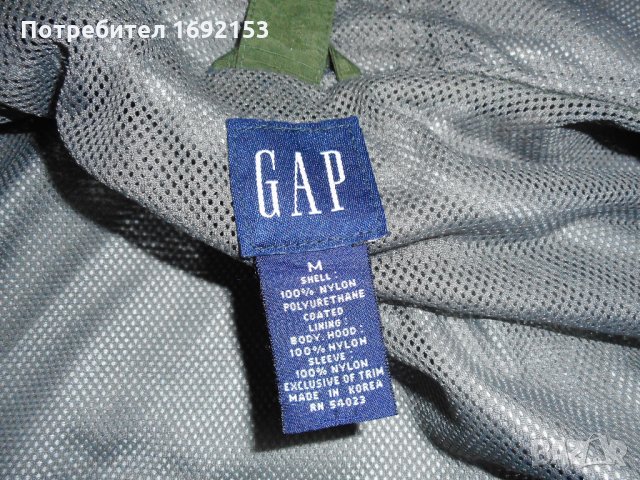 Потребител 1692153
GAP
M
SHELL :
100% NYLON
POLYURETHANE
COATED
LINING :
BODY, HOOD :
100% NYLON
SLEEVE :
100% NYLON
EXCLUSIVE OF TRIM
MADE IN KOREA
RN 54023
BAZAR